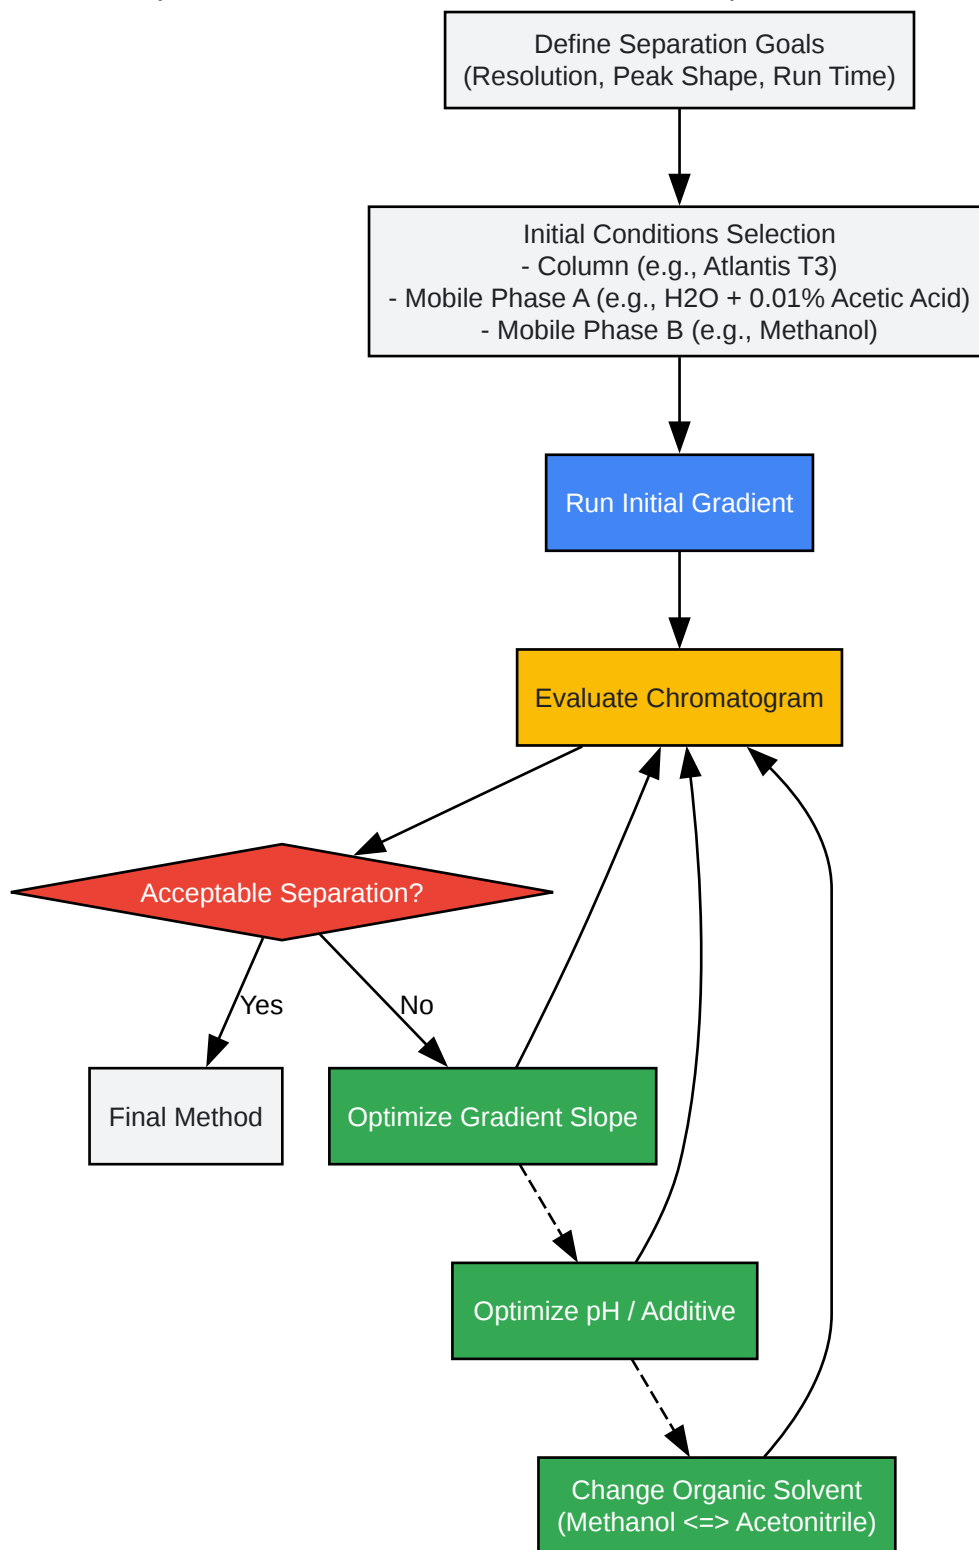 Define Separation Goals
(Resolution, Peak Shape, Run Time)
Initial Conditions Selection
- Column (e.g., Atlantis T3)
- Mobile Phase A (e.g., H2O + 0.01% Acetic Acid)
- Mobile Phase B (e.g., Methanol)
Run Initial Gradient
Evaluate Chromatogram
Acceptable Separation?
Yes
No
Final Method
Optimize Gradient Slope
Optimize pH / Additive
Change Organic Solvent
(Methanol <=> Acetonitrile)